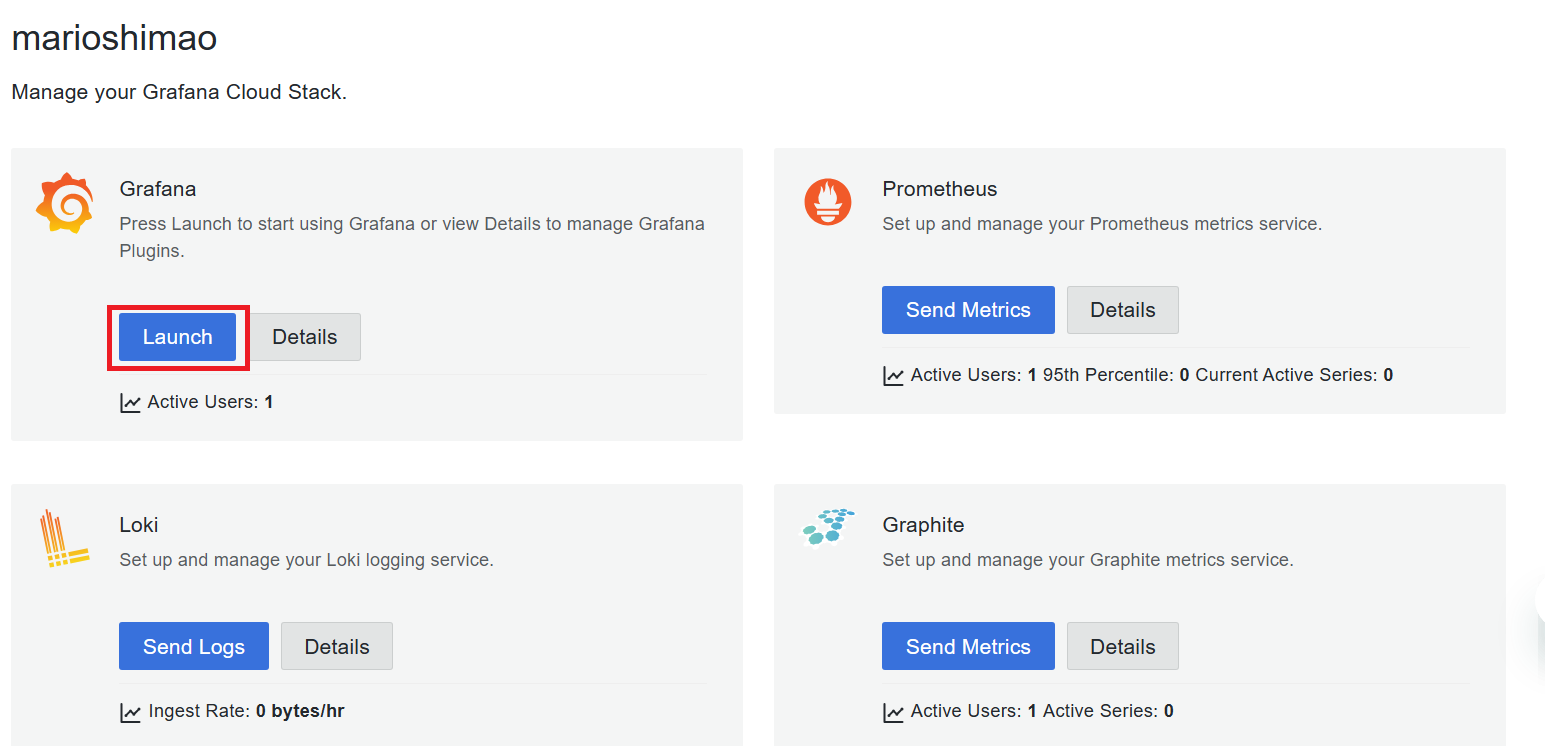 marioshimao
Manage your Grafana Cloud Stack.
Grafana
Press Launch to start using Grafana or view Details to manage Grafana
Plugins.
Launch
Details
Active Users: 1
Prometheus
Set up and manage your Prometheus metrics service.
Send Metrics
Details
Active Users: 1 95th Percentile: 0 Current Active Series: 0
Loki
Set up and manage your Loki logging service.
Send Logs
Details
Ingest Rate: 0 bytes/hr
Graphite
Set up and manage your Graphite metrics service.
Send Metrics
Details
Active Users: 1 Active Series: 0